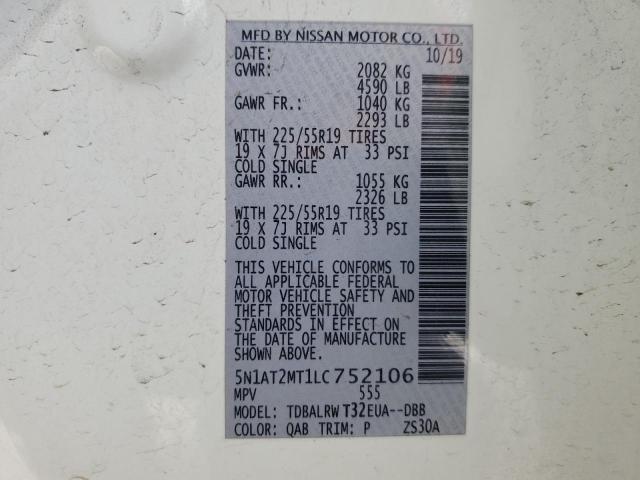 MFD BY NISSAN MOTOR CO., LTD.
DATE: 10/19
GVWR: 2082 KG
4590 LB
GAWR FR.: 1040 KG
2293 LB
WITH 225/55R19 TIRES
19 X 7J RIMS AT 33 PSI
COLD SINGLE
GAWR RR.: 1055 KG
2326 LB
WITH 225/55R19 TIRES
19 X 7J RIMS AT 33 PSI
COLD SINGLE
THIS VEHICLE CONFORMS TO
ALL APPLICABLE FEDERAL
MOTOR VEHICLE SAFETY AND
THEFT PREVENTION
STANDARDS IN EFFECT ON
THE DATE OF MANUFACTURE
SHOWN ABOVE.
5N1AT2MT1LC752106
MPV 555
MODEL: TDBALRW T32EUA--DBB
COLOR: QAB TRIM: P ZS30A